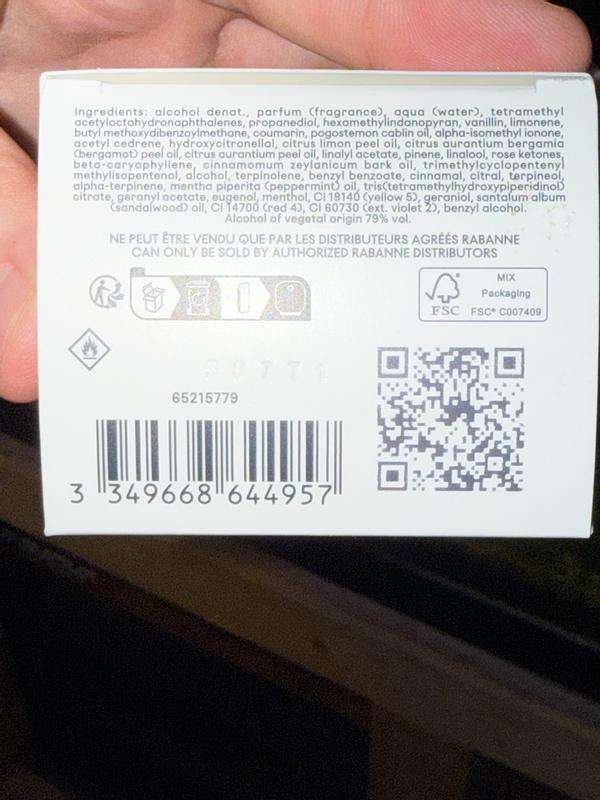 Ingredients: alcohol denat., parfum (fragrance), aqua (water), tetramethyl
acetyloctahydronaphthalenes, propanediol, hexamethylindanopyran, vanillin, limonene,
butyl methoxydibenzoylmethane, coumarin, pogostemon cablin oil, alpha-isomethyl ionone,
acetyl cedrene, hydroxycitronellal, citrus limon peel oil, citrus aurantium bergamia
(bergamot) peel oil, citrus aurantium peel oil, linalyl acetate, pinene, linalool, rose ketones,
beta-caryophyllene, cinnamomum zeylanicum bark oil, trimethylcyclopentenyl
methylisopentenol, alcohol, terpinolene, benzyl benzoate, cinnamal, citral, terpineol,
alpha-terpinene, mentha piperita (peppermint) oil, tris(tetramethylhydroxypiperidinol)
citrate, geranyl acetate, eugenol, menthol, CI 19140 (yellow 5), geraniol, santalum album
(sandalwood) oil, CI 14700 (red 4), CI 60730 (ext. violet 2), benzyl alcohol.
Alcohol of vegetal origin 79% vol.
NE PEUT ÊTRE VENDU QUE PAR LES DISTRIBUTEURS AGRÉÉS RABANNE
CAN ONLY BE SOLD BY AUTHORIZED RABANNE DISTRIBUTORS
MIX
Packaging
FSC FSC® C007409
65215779
3 349668 644957